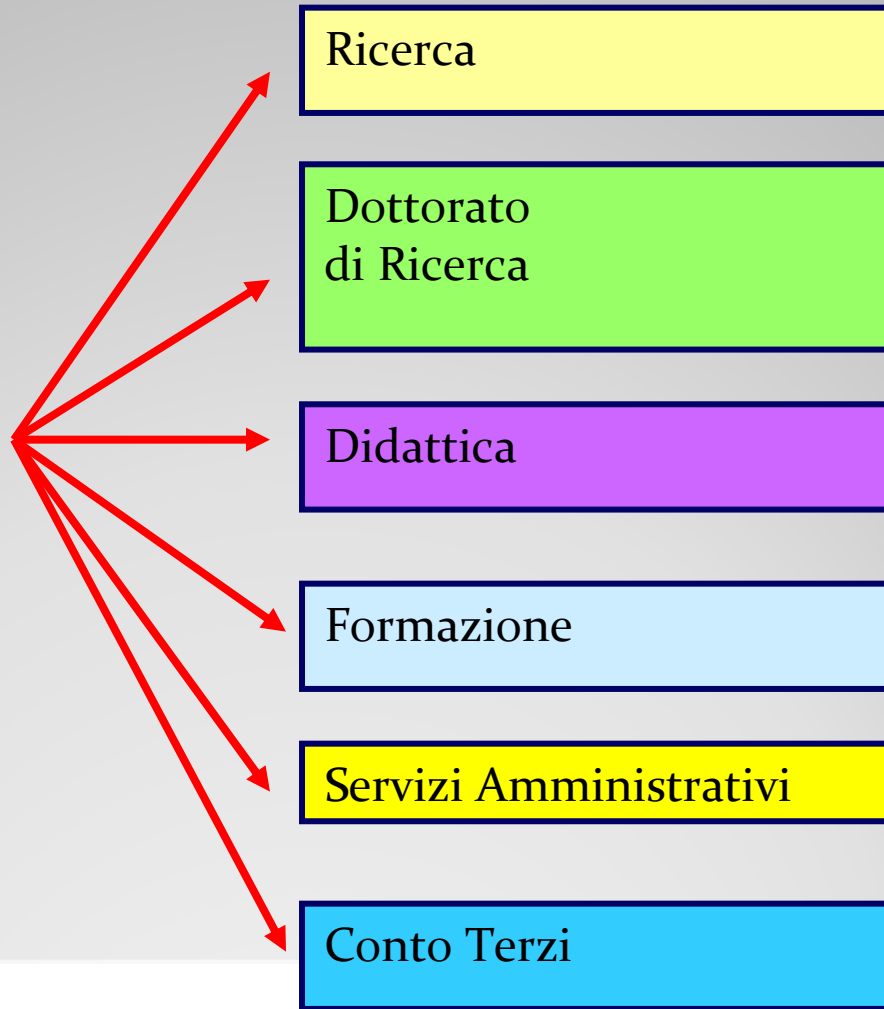 Ricerca
Dottorato
di Ricerca
Didattica
Formazione
Servizi Amministrativi
Conto Terzi